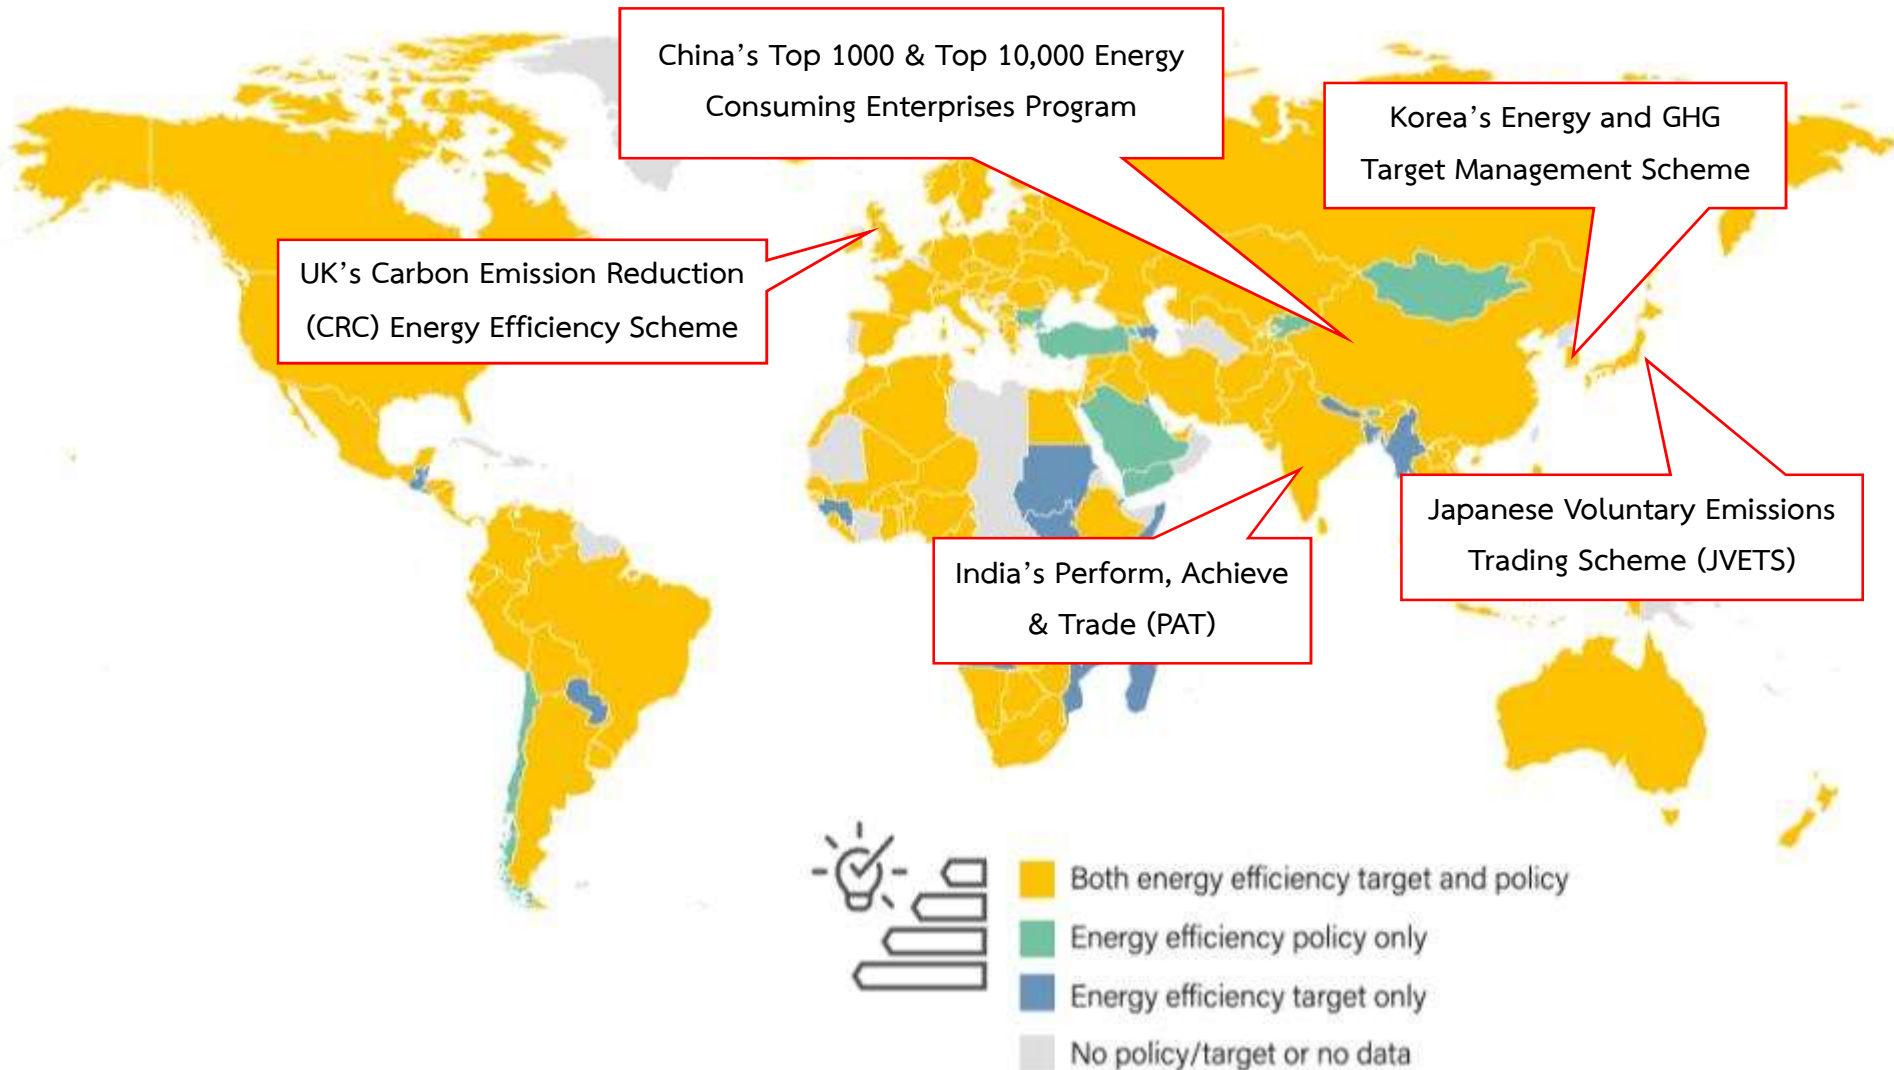 China's Top 1000 & Top 10,000 Energy
Consuming Enterprises Program
Korea's Energy and GHG
Target Management Scheme
UK's Carbon Emission Reduction
(CRC) Energy Efficiency Scheme
Japanese Voluntary Emissions
Trading Scheme (JVETS)
India's Perform, Achieve
& Trade (PAT)
Both energy efficiency target and policy
Energy efficiency policy only
Energy efficiency target only
No policy/target or no data